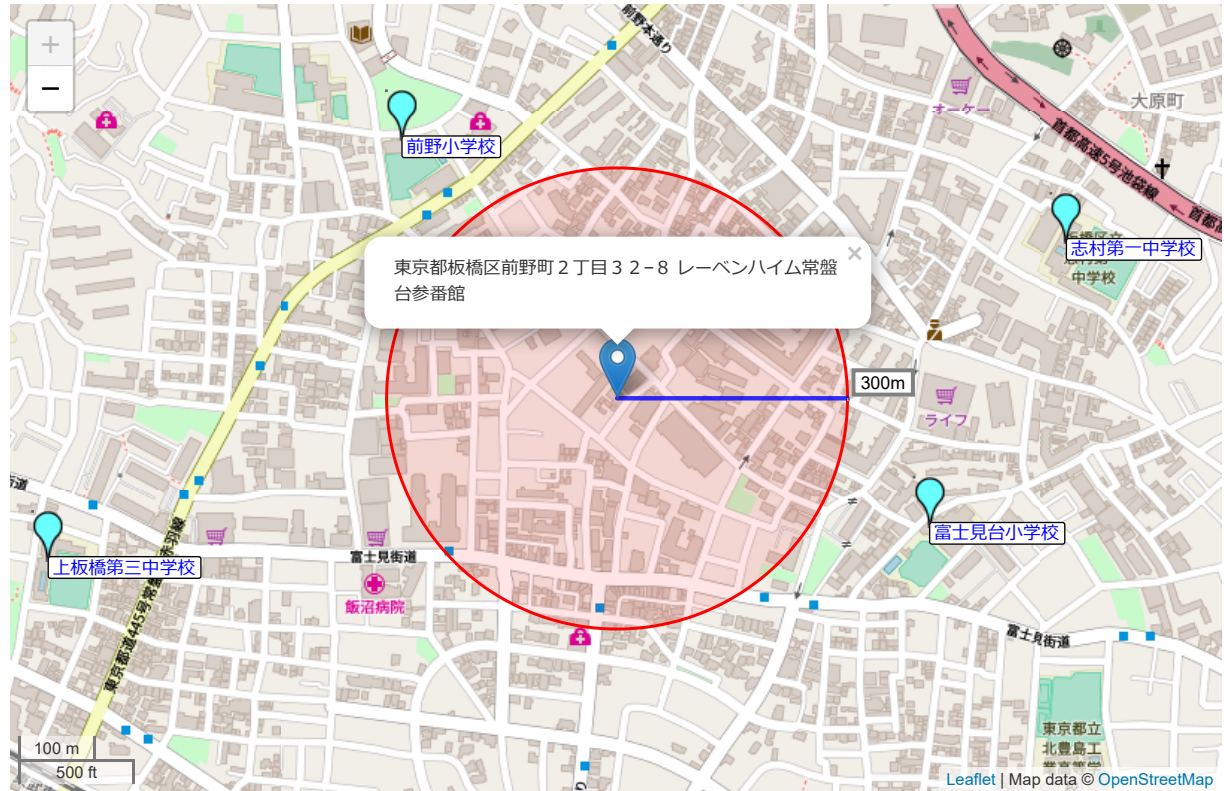 +
−
前野本通り
オーケー
大原町
首都高速5号池袋線
前野小学校
志村第一中学校
中学校
東京都板橋区前野町２丁目３２−８ レーベンハイム常盤
台参番館
×
300m
ライフ
富士見台小学校
上板橋第三中学校
富士見街道
飯沼病院
富士見街道
東京都立
北豊島工
100 m
500 ft
Leaflet | Map data © OpenStreetMap